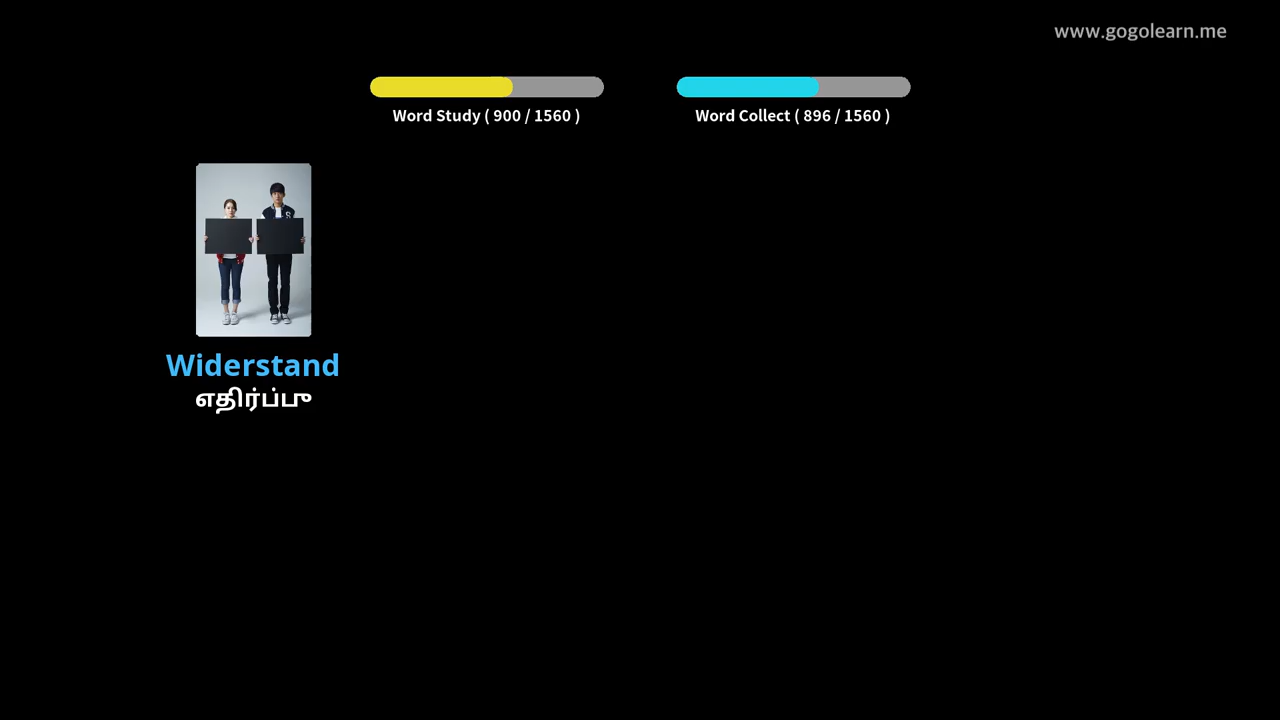 www.gogolearn.me
Word Study ( 900 / 1560 )
Word Collect ( 896 / 1560 )
S
Widerstand
எதிர்ப்பு